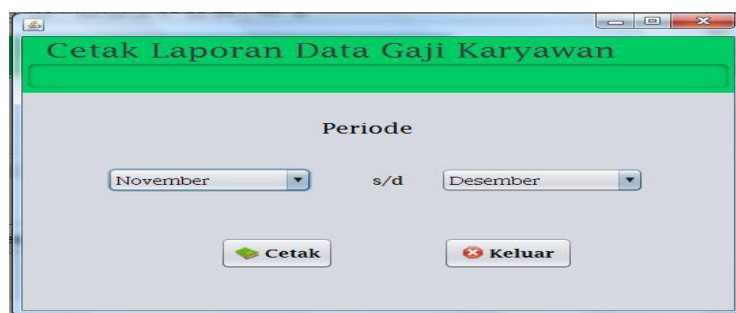 Cetak Laporan Data Gaji Karyawan
Periode
November s/d Desember
Cetak Keluar